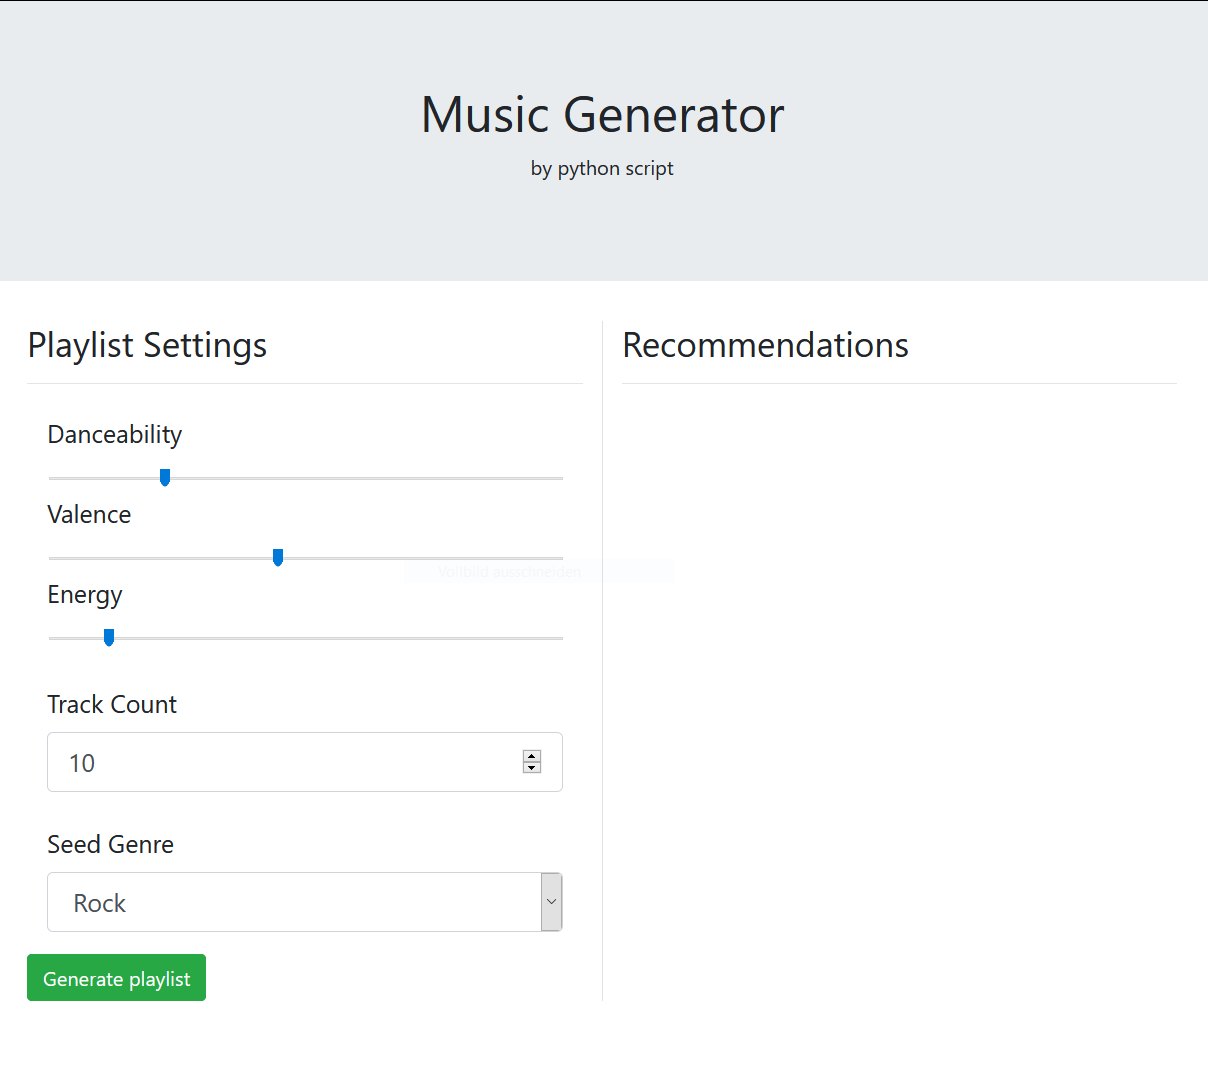 Music Generator
by python script
Playlist Settings
Danceability
Valence
Energy
Track Count
10
Seed Genre
Rock
Generate playlist
Recommendations
Vollbild ausschneiden